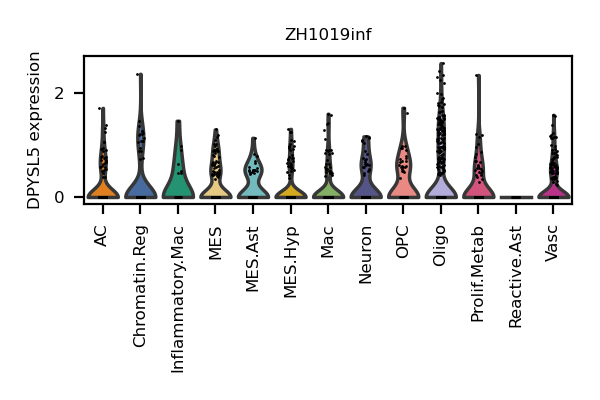 ZH1019inf
DPYSL5 expression
2
0
AC
Chromatin.Reg
Inflammatory.Mac
MES
MES.Ast
MES.Hyp
Mac
Neuron
OPC
Oligo
Prolif.Metab
Reactive.Ast
Vasc